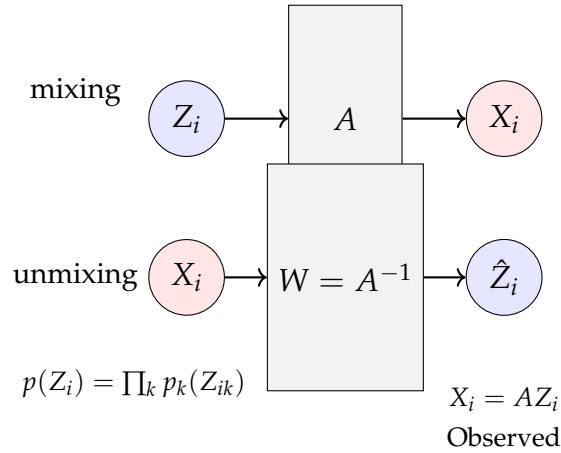 mixing
Z_i
A
X_i
unmixing
X_i
W = A^{-1}
\hat{Z}_i
p(Z_i) = \prod_k p_k(Z_{ik})
X_i = AZ_i
Observed